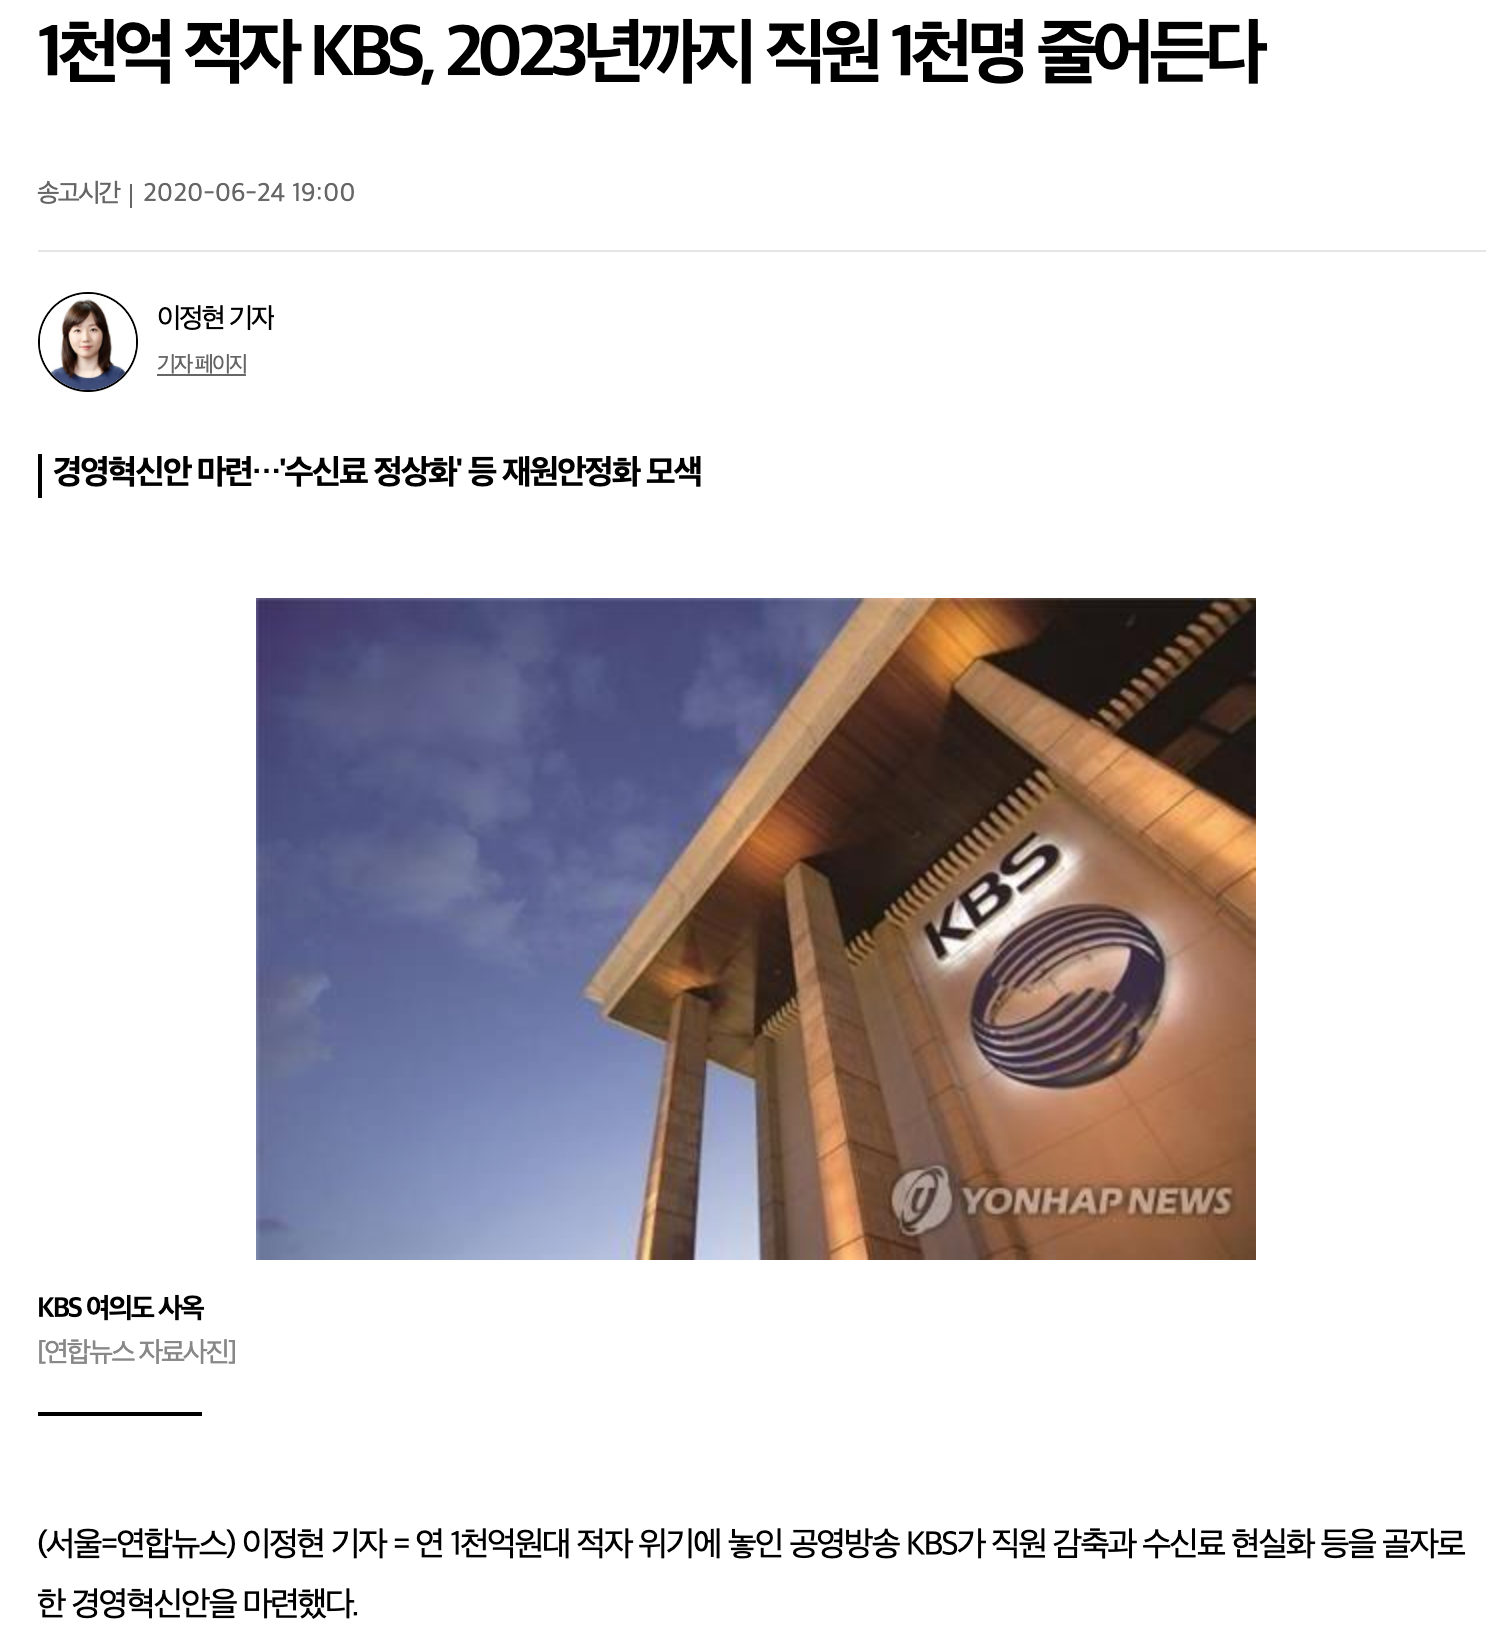 1천억 적자 KBS, 2023년까지 직원 1천명 줄어든다
송고시간 | 2020-06-24 19:00
이정현 기자
기자 페이지
경영혁신안 마련…'수신료 정상화' 등 재원안정화 모색
KBS
YONHAP NEWS
KBS 여의도 사옥
[연합뉴스 자료사진]
(서울=연합뉴스) 이정현 기자 = 연 1천억원대 적자 위기에 놓인 공영방송 KBS가 직원 감축과 수신료 현실화 등을 골자로
한 경영혁신안을 마련했다.